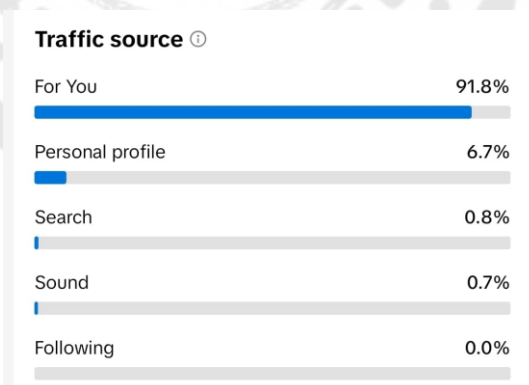 Traffic source
For You 91.8%
Personal profile 6.7%
Search 0.8%
Sound 0.7%
Following 0.0%